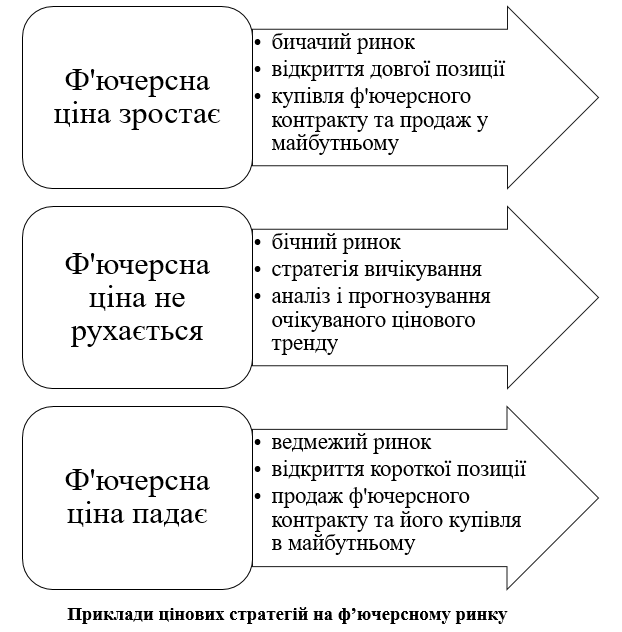 Ф'ючерсна
ціна зростає
• бичачий ринок
• відкриття довгої позиції
• купівля ф'ючерсного
контракту та продаж у
майбутньому
Ф'ючерсна
ціна не
рухається
• бічний ринок
• стратегія вичікування
• аналіз і прогнозування
очікуваного цінового
тренду
Ф'ючерсна
ціна падає
• ведмежий ринок
• відкриття короткої позиції
• продаж ф'ючерсного
контракту та його купівля
в майбутньому
Приклади цінових стратегій на ф’ючерсному ринку